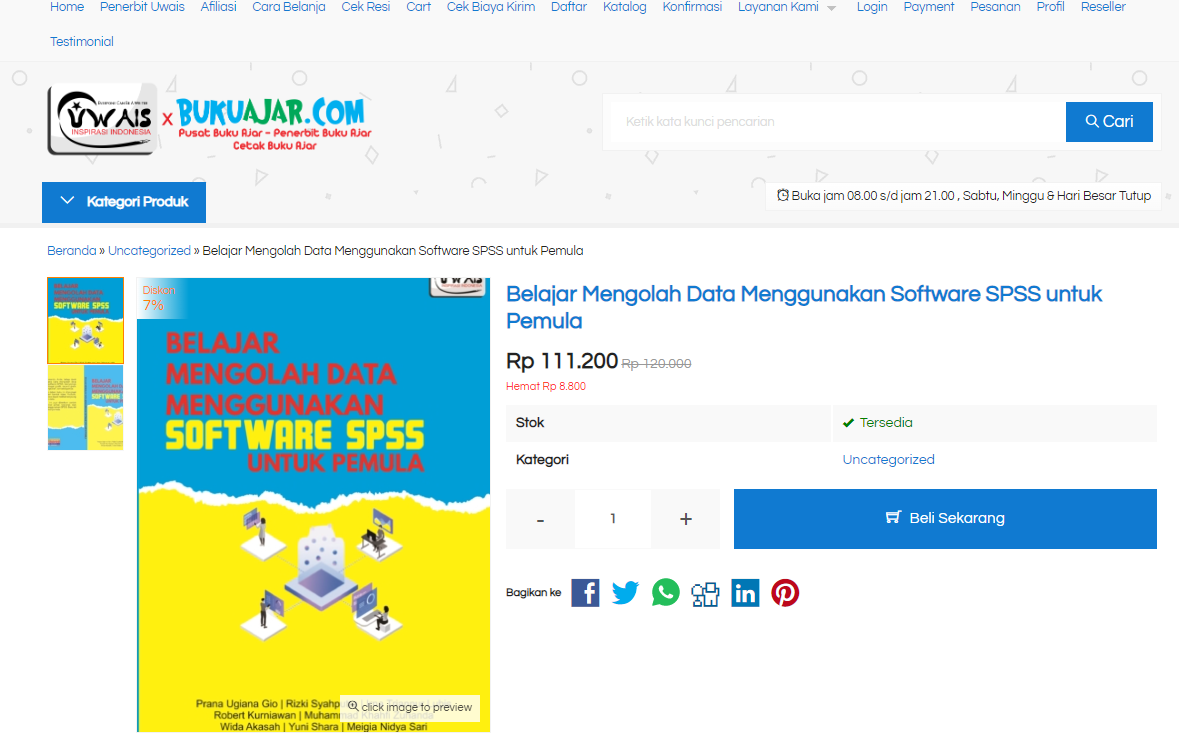 Home Penerbit Uwais Afiliasi Cara Belanja Cek Resi Cart Cek Biaya Kirim Daftar Katalog Konfirmasi Layanan Kami Login Payment Pesanan Profil Reseller
Testimonial
UWAIS
INSPIRASI INDONESIA
x BUKUAJAR.COM
Pusat Buku Ajar - Penerbit Buku Ajar
Cetak Buku Ajar
Ketik kata kunci pencarian
Cari
Kategori Produk
Buka jam 08.00 s/d jam 21.00 , Sabtu, Minggu & Hari Besar Tutup
Beranda » Uncategorized » Belajar Mengolah Data Menggunakan Software SPSS untuk Pemula
Diskon
7%
BELAJAR
MENGOLAH DATA
MENGGUNAKAN
SOFTWARE SPSS
UNTUK PEMULA
Prana Ugiana Gio | Rizki
Robert Kurniawan |
Wida Akasah | Yuni Shara | Meigia Nidya Sari
click image to preview
Belajar Mengolah Data Menggunakan Software SPSS untuk
Pemula
Rp 111.200 Rp 120.000
Hemat Rp 8.800
Stok Tersedia
Kategori Uncategorized
- 1 +
Beli Sekarang
Bagikan ke